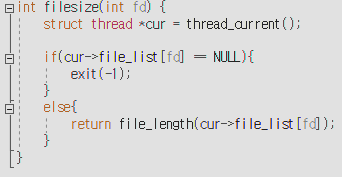 int filesize(int fd) {
struct thread *cur = thread_current();
if(cur->file_list[fd] == NULL){
exit(-1);
}
else{
return file_length(cur->file_list[fd]);
}
}